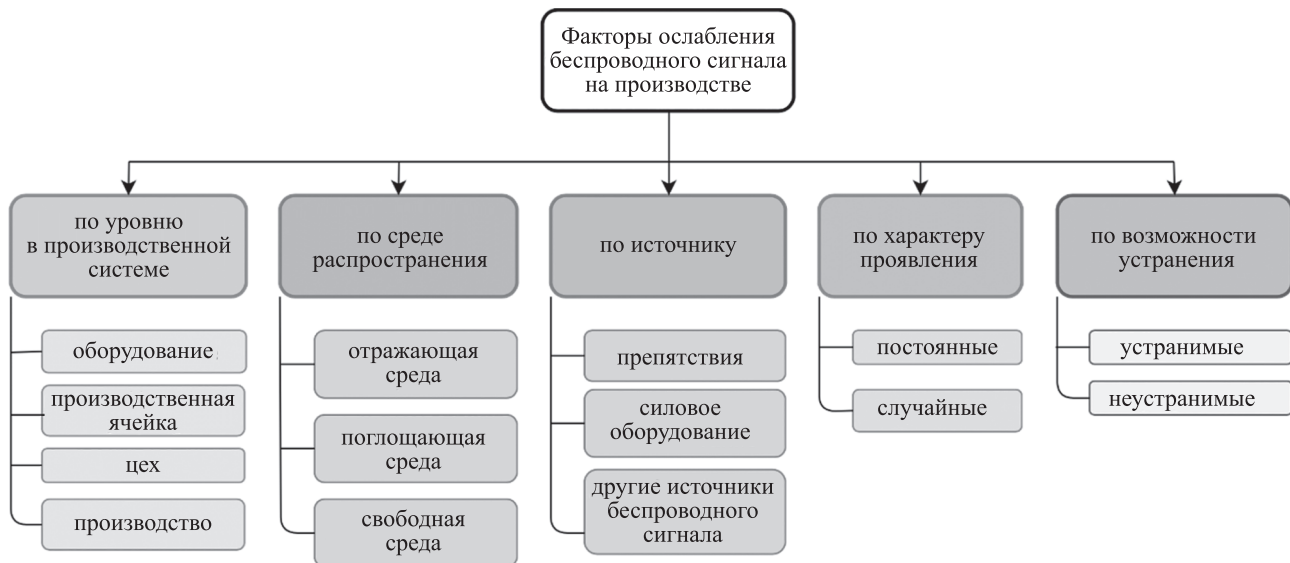 Факторы ослабления
беспроводного сигнала
на производстве
по уровню
в производственной
системе
оборудование
производственная
ячейка
цех
производство
по среде
распространения
отражающая
среда
поглощающая
среда
свободная
среда
по источнику
препятствия
силовое
оборудование
другие источники
беспроводного
сигнала
по характеру
проявления
постоянные
случайные
по возможности
устранения
устранимые
неустранимые